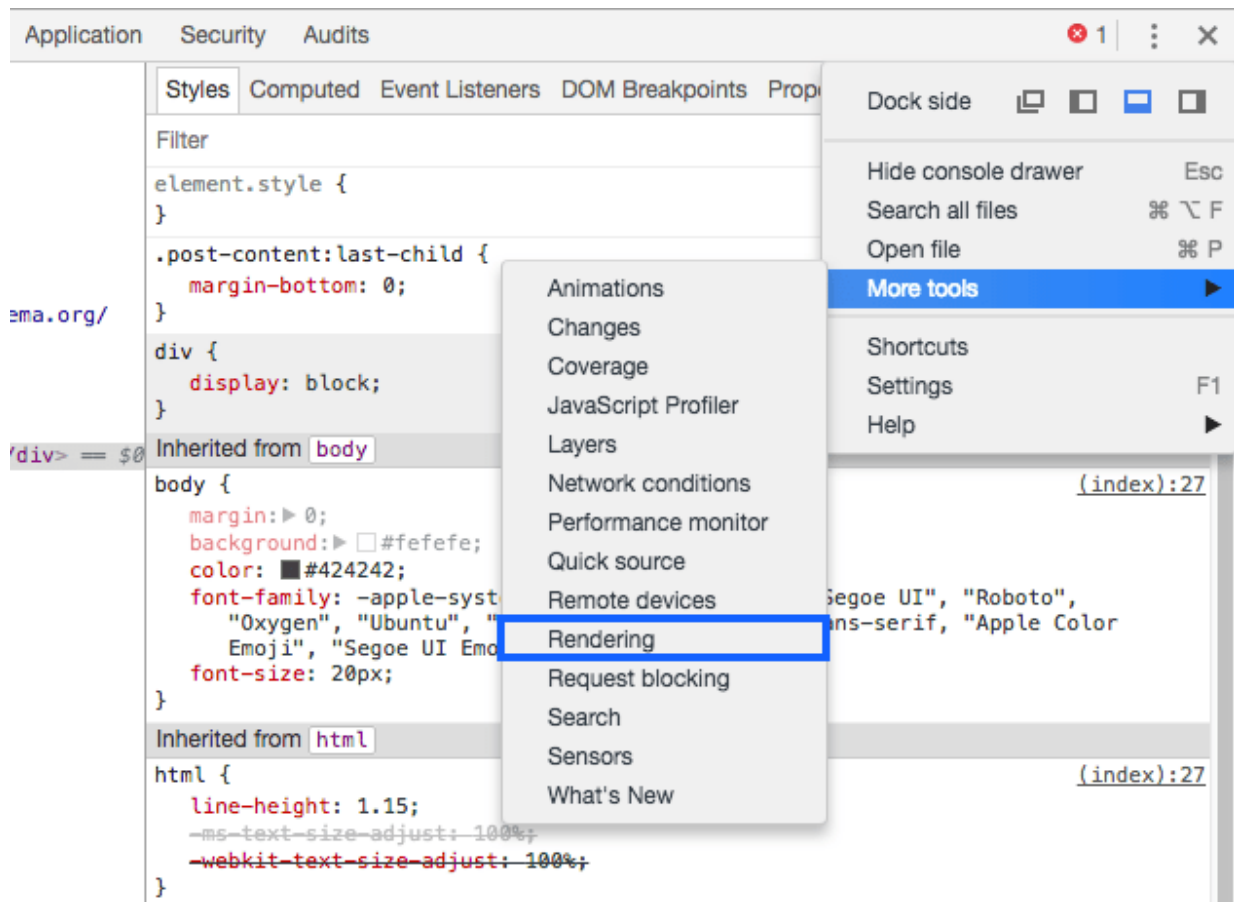 Application Security Audits 1
Styles Computed Event Listeners DOM Breakpoints Prop
Filter
element.style {
}
.post-content:last-child {
margin-bottom: 0;
}
div {
display: block;
}
Inherited from body
body {
(index):27
margin: 0;
background: #fefefe;
color: #424242;
font-family: -apple-syst
Segoe UI", "Roboto",
"Oxygen", "Ubuntu", "
ans-serif, "Apple Color
Emoji", "Segoe UI Emo
font-size: 20px;
}
Inherited from html
html {
(index):27
line-height: 1.15;
-ms-text-size-adjust: 100%;
-webkit-text-size-adjust: 100%;
}
ema.org/
/div> == $0
Dock side
Hide console drawer Esc
Search all files ⌘ ⌥ F
Open file ⌘ P
More tools
Shortcuts
Settings F1
Help
Animations
Changes
Coverage
JavaScript Profiler
Layers
Network conditions
Performance monitor
Quick source
Remote devices
Rendering
Request blocking
Search
Sensors
What's New